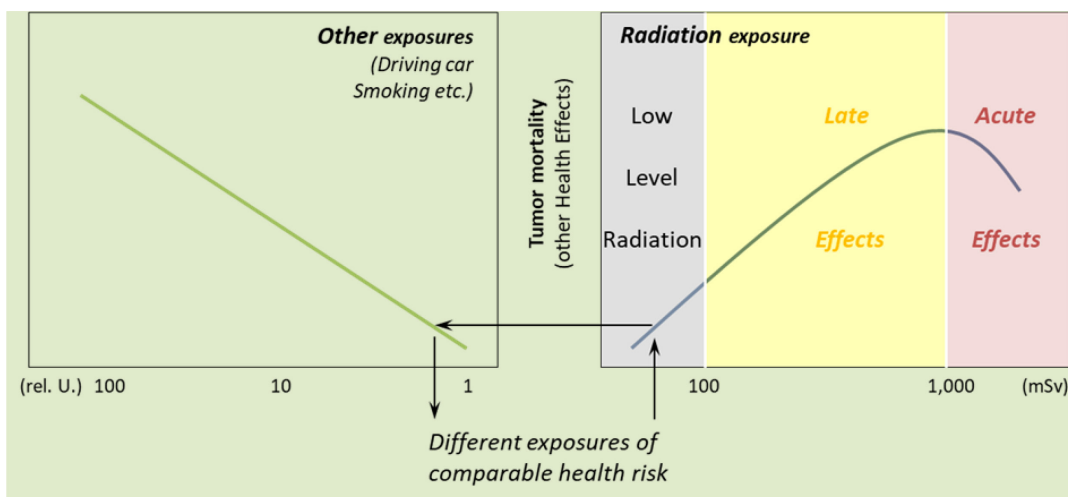 Other exposures
(Driving car
Smoking etc.)
Tumor mortality
(other Health Effects)
Radiation exposure
Low
Level
Radiation
Late
Effects
Acute
Effects
(rel. U.) 100 10 1
100 1,000 (mSv)
Different exposures of
comparable health risk